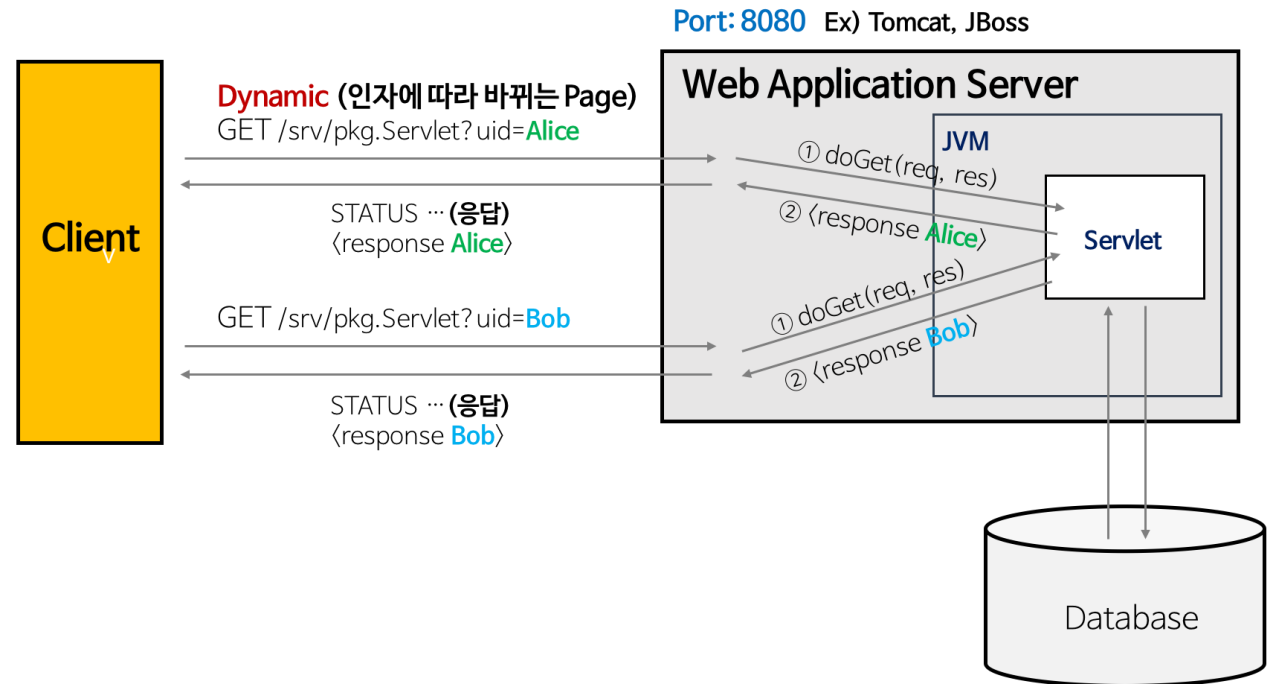 Port: 8080 Ex) Tomcat, JBoss
Web Application Server
Dynamic (인자에 따라 바뀌는 Page)
GET /srv/pkg.Servlet?uid=Alice
JVM
① doGet(req, res)
STATUS … (응답)
② 〈response Alice〉
〈response Alice〉
Client
v
Servlet
GET /srv/pkg.Servlet?uid=Bob
① doGet(req, res)
② 〈response Bob〉
STATUS … (응답)
〈response Bob〉
Database